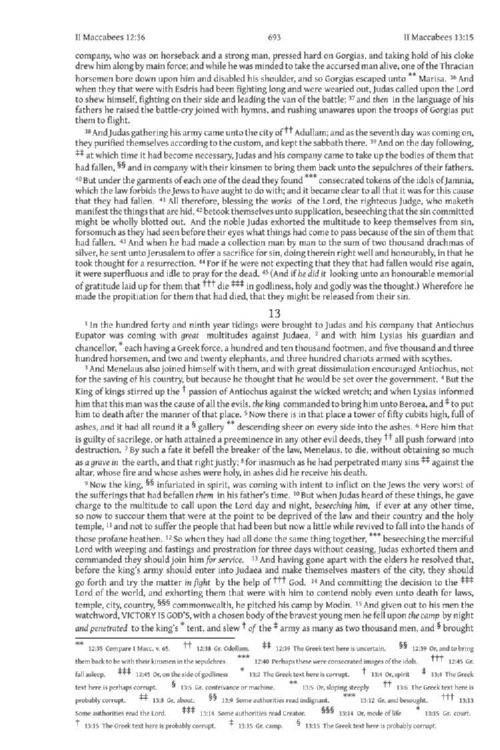 II Maccabees 12:36 693 II Maccabees 13:15
company, who was on horseback and a strong man, pressed hard on Gorgias, and taking hold of his cloke
drew him along by main force; and while he was minded to take the accursed man alive, one of the Thracian
horsemen bore down upon him and disabled his shoulder, and so Gorgias escaped unto ** Marisa. 36 And
when they that were with Esdris had been fighting long and were wearied out, Judas called upon the Lord
to shew himself, fighting on their side and leading the van of the battle; 37 and then in the language of his
fathers he raised the battle-cry joined with hymns, and rushing unawares upon the troops of Gorgias put
them to flight.
38 And Judas gathering his army came unto the city of †† Adullam; and as the seventh day was coming on,
they purified themselves according to the custom, and kept the sabbath there. 39 And on the day following,
‡‡ at which time it had become necessary, Judas and his company came to take up the bodies of them that
had fallen, §§ and in company with their kinsmen to bring them back unto the sepulchres of their fathers.
40 But under the garments of each one of the dead they found *** consecrated tokens of the idols of Jamnia,
which the law forbids the Jews to have aught to do with; and it became clear to all that it was for this cause
that they had fallen. 41 All therefore, blessing the works of the Lord, the righteous Judge, who maketh
manifest the things that are hid, 42 betook themselves unto supplication, beseeching that the sin committed
might be wholly blotted out. And the noble Judas exhorted the multitude to keep themselves from sin,
forsomuch as they had seen before their eyes what things had come to pass because of the sin of them that
had fallen. 43 And when he had made a collection man by man to the sum of two thousand drachmas of
silver, he sent unto Jerusalem to offer a sacrifice for sin, doing therein right well and honourably, in that he
took thought for a resurrection. 44 For if he were not expecting that they that had fallen would rise again,
it were superfluous and idle to pray for the dead. 45 (And if he did it looking unto an honourable memorial
of gratitude laid up for them that ††† die ‡‡‡ in godliness, holy and godly was the thought.) Wherefore he
made the propitiation for them that had died, that they might be released from their sin.
13
1 In the hundred forty and ninth year tidings were brought to Judas and his company that Antiochus
Eupator was coming with great multitudes against Judaea, 2 and with him Lysias his guardian and
chancellor, * each having a Greek force, a hundred and ten thousand footmen, and five thousand and three
hundred horsemen, and two and twenty elephants, and three hundred chariots armed with scythes.
3 And Menelaus also joined himself with them, and with great dissimulation encouraged Antiochus, not
for the saving of his country, but because he thought that he would be set over the government. 4 But the
King of kings stirred up the † passion of Antiochus against the wicked wretch; and when Lysias informed
him that this man was the cause of all the evils, the king commanded to bring him unto Beroea, and ‡ to put
him to death after the manner of that place. 5 Now there is in that place a tower of fifty cubits high, full of
ashes, and it had all round it a § gallery ** descending sheer on every side into the ashes. 6 Here him that
is guilty of sacrilege, or hath attained a preeminence in any other evil deeds, they †† all push forward into
destruction. 7 By such a fate it befell the breaker of the law, Menelaus, to die, without obtaining so much
as a grave in the earth, and that right justly; 8 for inasmuch as he had perpetrated many sins ‡‡ against the
altar, whose fire and whose ashes were holy, in ashes did he receive his death.
9 Now the king, §§ infuriated in spirit, was coming with intent to inflict on the Jews the very worst of
the sufferings that had befallen them in his father's time. 10 But when Judas heard of these things, he gave
charge to the multitude to call upon the Lord day and night, beseeching him, if ever at any other time,
so now to succour them that were at the point to be deprived of the law and their country and the holy
temple, 11 and not to suffer the people that had been but now a little while revived to fall into the hands of
those profane heathen. 12 So when they had all done the same thing together, *** beseeching the merciful
Lord with weeping and fastings and prostration for three days without ceasing, Judas exhorted them and
commanded they should join him for service. 13 And having gone apart with the elders he resolved that,
before the king's army should enter into Judaea and make themselves masters of the city, they should
go forth and try the matter in fight by the help of ††† God. 14 And committing the decision to the ‡‡‡
Lord of the world, and exhorting them that were with him to contend nobly even unto death for laws,
temple, city, country, §§§ commonwealth, he pitched his camp by Modin. 15 And given out to his men the
watchword, VICTORY IS GOD'S, with a chosen body of the bravest young men he fell upon the camp by night
and penetrated to the king's * tent, and slew † of the ‡ army as many as two thousand men, and § brought
** 12:35 Compare 1 Macc. v. 65. †† 12:38 Gr. Odollam. ‡‡ 12:39 The Greek text here is uncertain. §§ 12:39 Or, and to bring
them back to be with their kinsmen in the sepulchres *** 12:40 Perhaps these were consecrated images of the idols. ††† 12:45 Gr.
fall asleep. ‡‡‡ 12:45 Or, on the side of godliness * 13:2 The Greek text here is perhaps corrupt. † 13:4 Or, spirit ‡ 13:4 The Greek
text here is perhaps corrupt. § 13:5 Gr. contrivance or machine. ** 13:5 Or, sloping steeply †† 13:6 The Greek text here is
probably corrupt. ‡‡ 13:8 Gr. about. §§ 13:9 Some authorities read indignant. *** 13:12 Gr. and besought. ††† 13:13
Some authorities read the Lord. ‡‡‡ 13:14 Some authorities read Creator. §§§ 13:14 Or, mode of life * 13:15 Gr. court.
† 13:15 The Greek text here is probably corrupt. ‡ 13:15 Gr. camp. § 13:15 The Greek text here is probably corrupt.